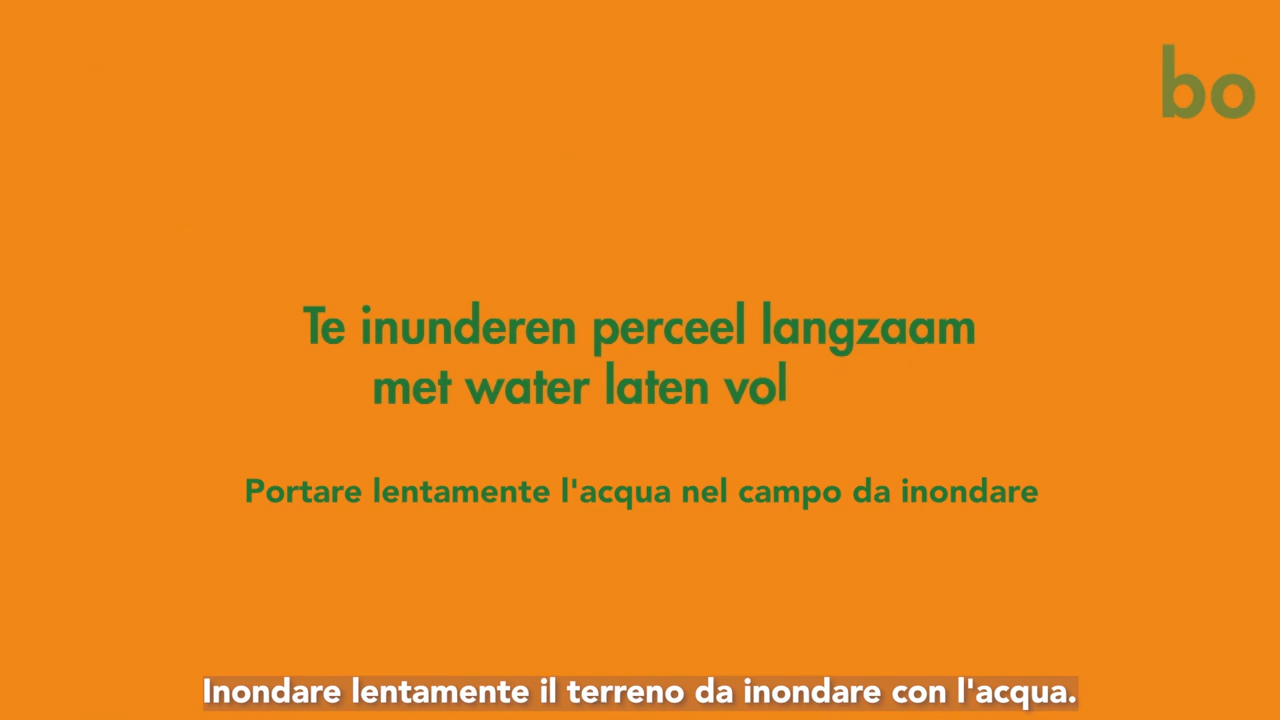 bo
Te inunderen perceel langzaam
met water laten vol
Portare lentamente l'acqua nel campo da inondare
Inondare lentamente il terreno da inondare con l'acqua.